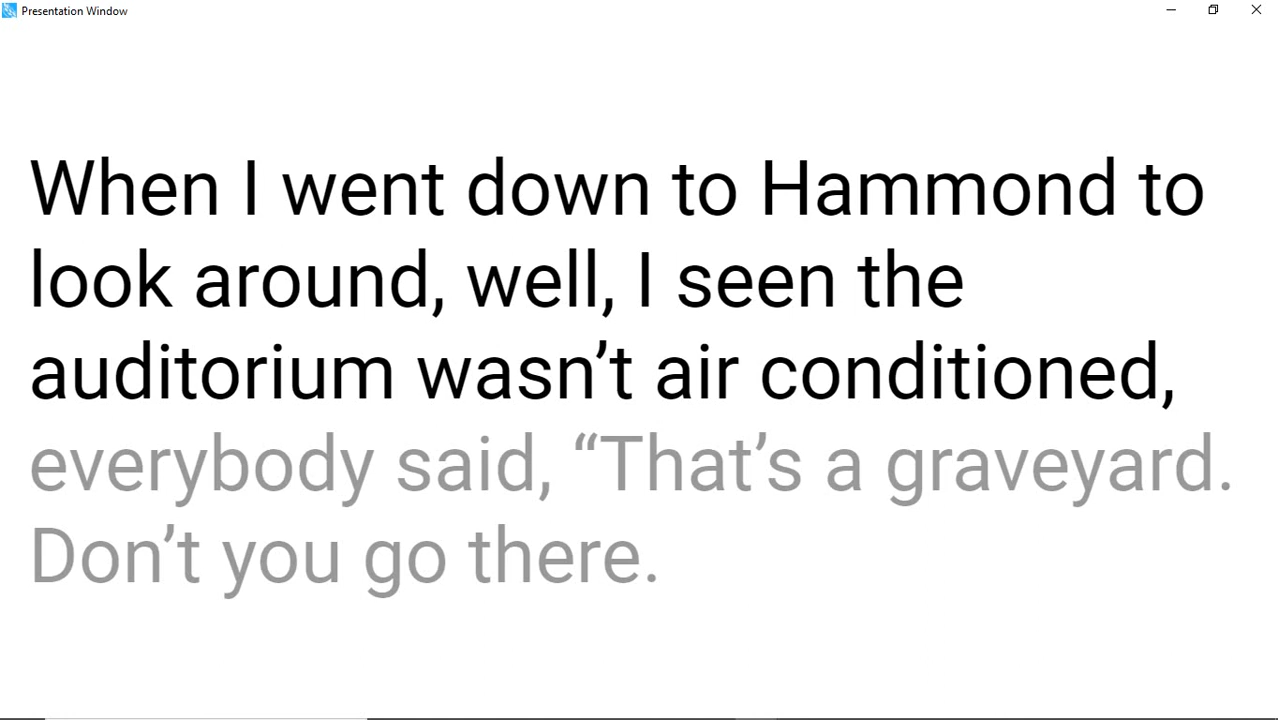 Presentation Window
When I went down to Hammond to
look around, well, I seen the
auditorium wasn’t air conditioned,
everybody said, “That’s a graveyard.
Don’t you go there.